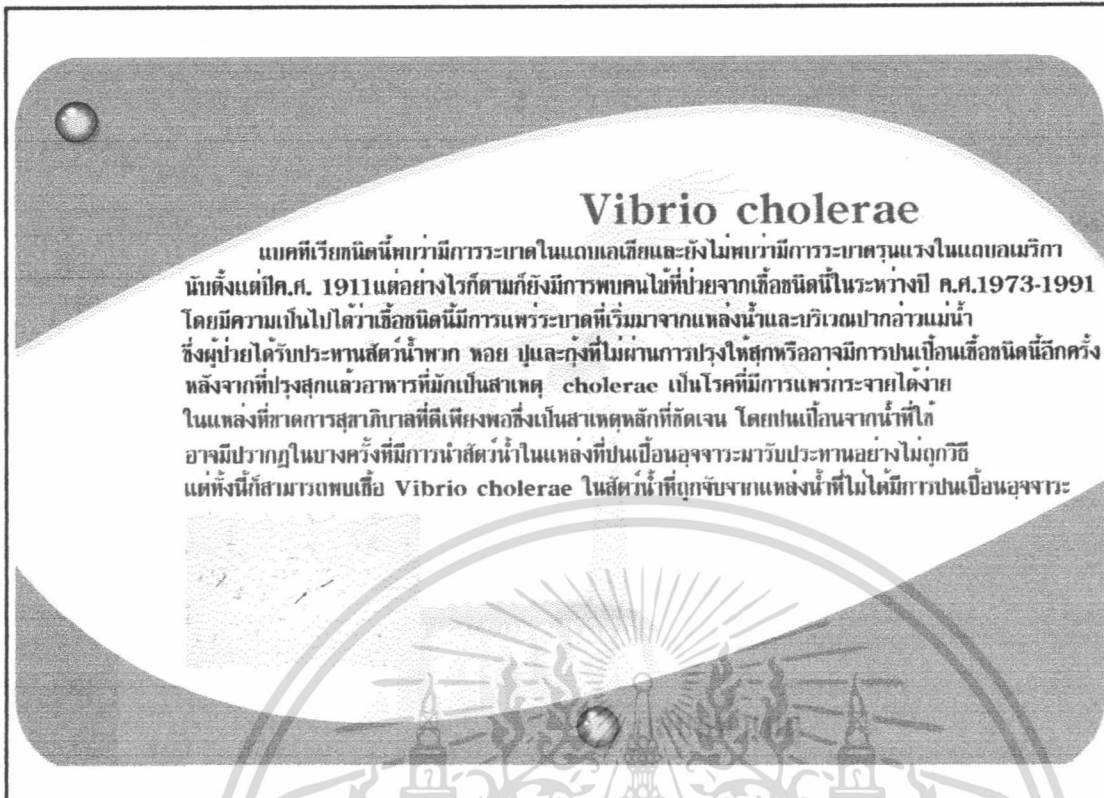 Vibrio cholerae
แบคทีเรียชนิดนี้พบว่ามีการระบาดในแถบเอเชียและยังไม่พบว่ามีการระบาดรุนแรงในแถบอเมริกา
นับตั้งแต่ปีค.ศ. 1911แต่อย่างไรก็ตามก็ยังมีการพบคนไข้ที่ป่วยจากเชื้อชนิดนี้ในระหว่างปี ค.ศ.1973-1991
โดยมีความเป็นไปได้ว่าเชื้อชนิดนี้มีการแพร่ระบาดที่เริ่มมาจากแหล่งน้ำและบริเวณปากอ่าวแม่น้ำ
ซึ่งผู้ป่วยได้รับประทานสัตว์น้ำพวก หอย ปูและกุ้งที่ไม่ผ่านการปรุงให้สุกหรืออาจมีการปนเปื้อนเชื้อชนิดนี้อีกครั้ง
หลังจากที่ปรุงสุกแล้วอาหารที่มักเป็นสาเหตุ cholerae เป็นโรคที่มีการแพร่กระจายได้ง่าย
ในแหล่งที่ขาดการสุขาภิบาลที่ดีเพียงพอซึ่งเป็นสาเหตุหลักที่ชัดเจน โดยปนเปื้อนจากน้ำที่ใช้
อาจมีปรากฏในบางครั้งที่มีการนำสัตว์น้ำในแหล่งที่ปนเปื้อนอุจจาระมารับประทานอย่างไม่ถูกวิธี
แต่ทั้งนี้ก็สามารถพบเชื้อ Vibrio cholerae ในสัตว์น้ำที่ถูกจับจากแหล่งน้ำที่ไม่ได้มีการปนเปื้อนอุจจาระ